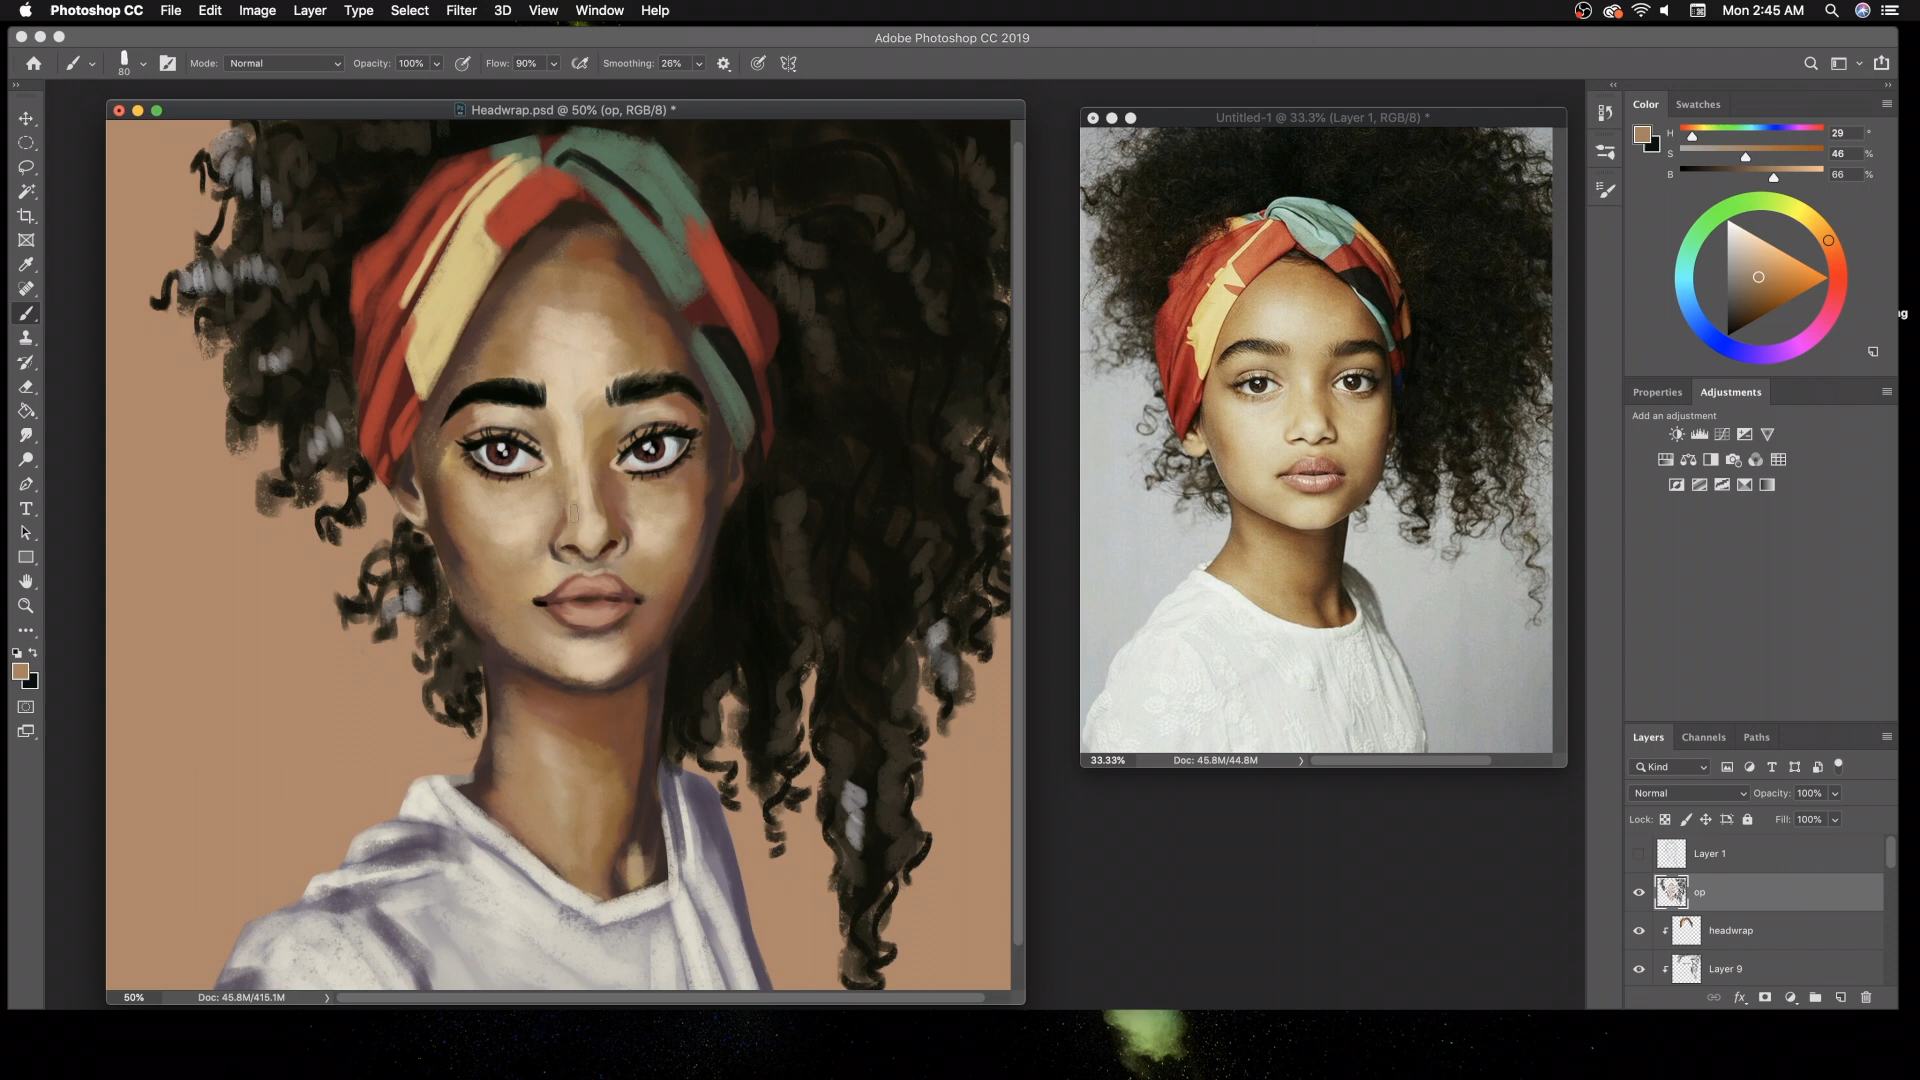 Photoshop CC File Edit Image Layer Type Select Filter 3D View Window Help Mon 2:45 AM
Adobe Photoshop CC 2019
80 Mode: Normal Opacity: 100% Flow: 90% Smoothing: 26%
Headwrap.psd @ 50% (op, RGB/8) *
Untitled-1 @ 33.3% (Layer 1, RGB/8) *
Color Swatches
H 29 °
S 46 %
B 66 %
Properties Adjustments
Add an adjustment
Layers Channels Paths
33.33% Doc: 45.8M/44.8M
Kind
Normal Opacity: 100%
Lock: Fill: 100%
Layer 1
op
headwrap
Layer 9
50% Doc: 45.8M/415.1M
fx